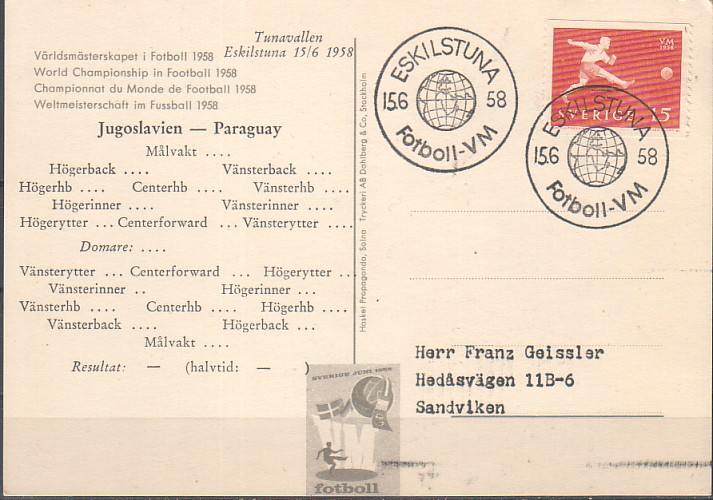 Tunavallen
Eskilstuna 15/6 1958
Världsmästerskapet i Fotboll 1958
World Championship in Football 1958
Championnat du Monde de Football 1958
Weltmeisterschaft im Fussball 1958
Jugoslavien — Paraguay
Målvakt ....
Högerback .... Vänsterback ....
Högerhb .... Centerhb .... Vänsterhb ....
Högerinner .... Vänsterinner ....
Högerytter ... Centerforward ... Vänsterytter ....
Domare: ....
Vänsterytter ... Centerforward ... Högerytter ....
Vänsterinner .. Högerinner ....
Vänsterhb .... Centerhb .... Högerhb ....
Vänsterback .... Högerback ...
Målvakt ....
Resultat: — (halvtid: — )
Haskel Propaganda, Solna Tryckeri AB Dahlberg & Co, Stockholm
SVERIGE JUNI 1958
VM
fotboll
ESKILSTUNA
15.6 58
Fotboll-VM
VM
1958
SVERIGE 15
ESKILSTUNA
15.6 58
Fotboll-VM
Herr Franz Geissler
Hedåsvägen 11B-6
Sandviken